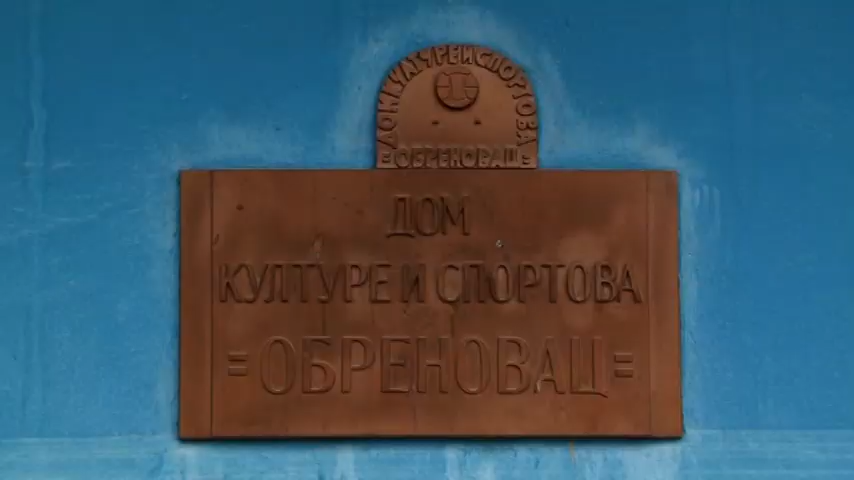 ДОМ КУЛТУРЕ И СПОРТОВА
=ОБРЕНОВАЦ=
ДОМ
КУЛТУРЕ И СПОРТОВА
=ОБРЕНОВАЦ=